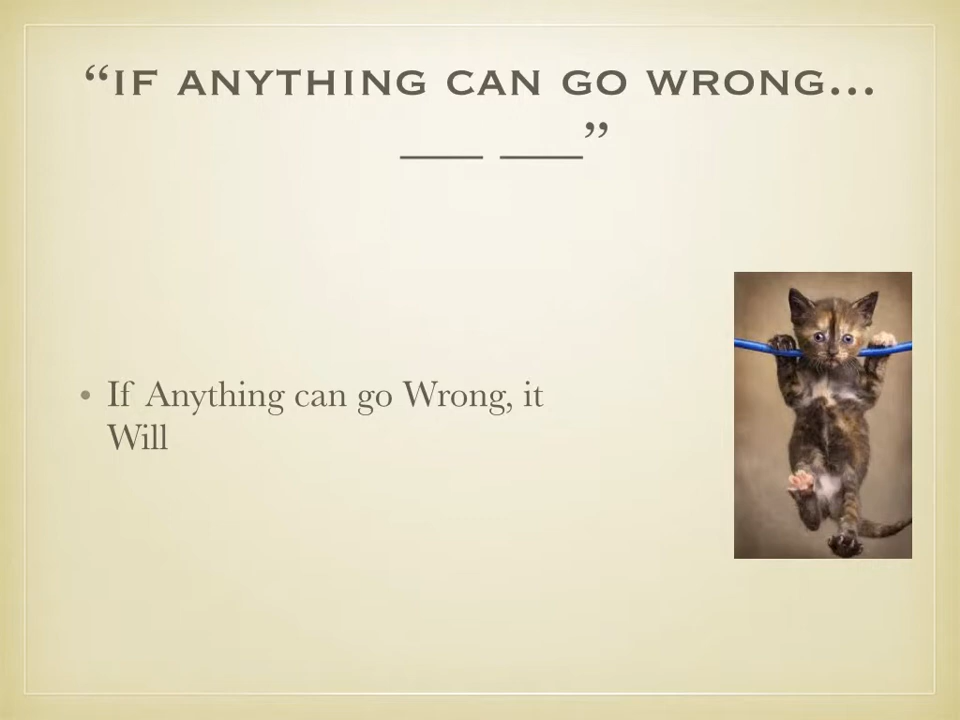 “IF ANYTHING CAN GO WRONG...
___ ___”
• If Anything can go Wrong, it
Will